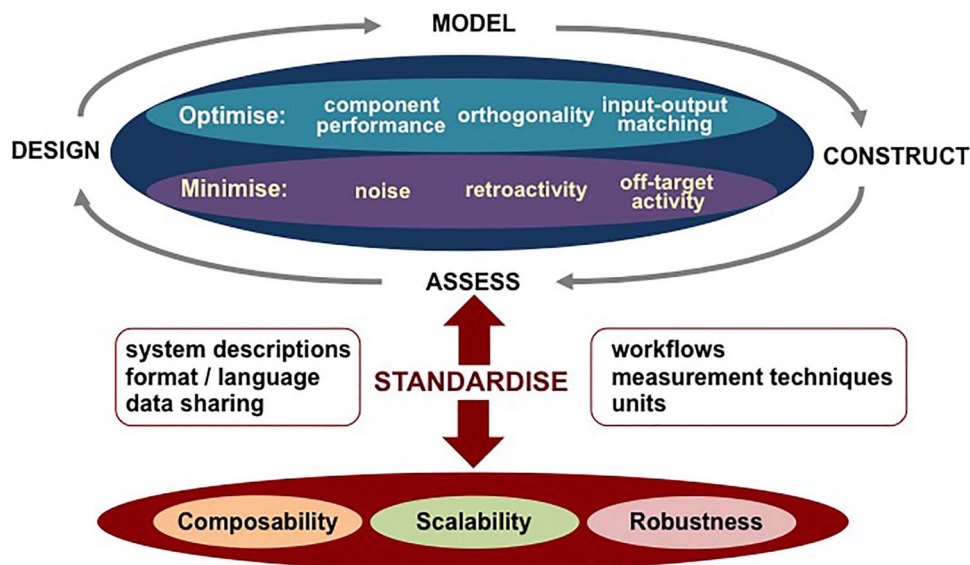 MODEL
Optimise:
component
performance
orthogonality
input-output
matching
DESIGN
CONSTRUCT
Minimise:
noise
retroactivity
off-target
activity
ASSESS
system descriptions
format / language
data sharing
STANDARDISE
workflows
measurement techniques
units
Composability
Scalability
Robustness